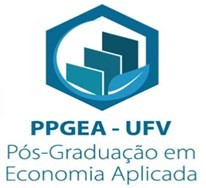 PPGEA - UFV
Pós-Graduação em
Economia Aplicada